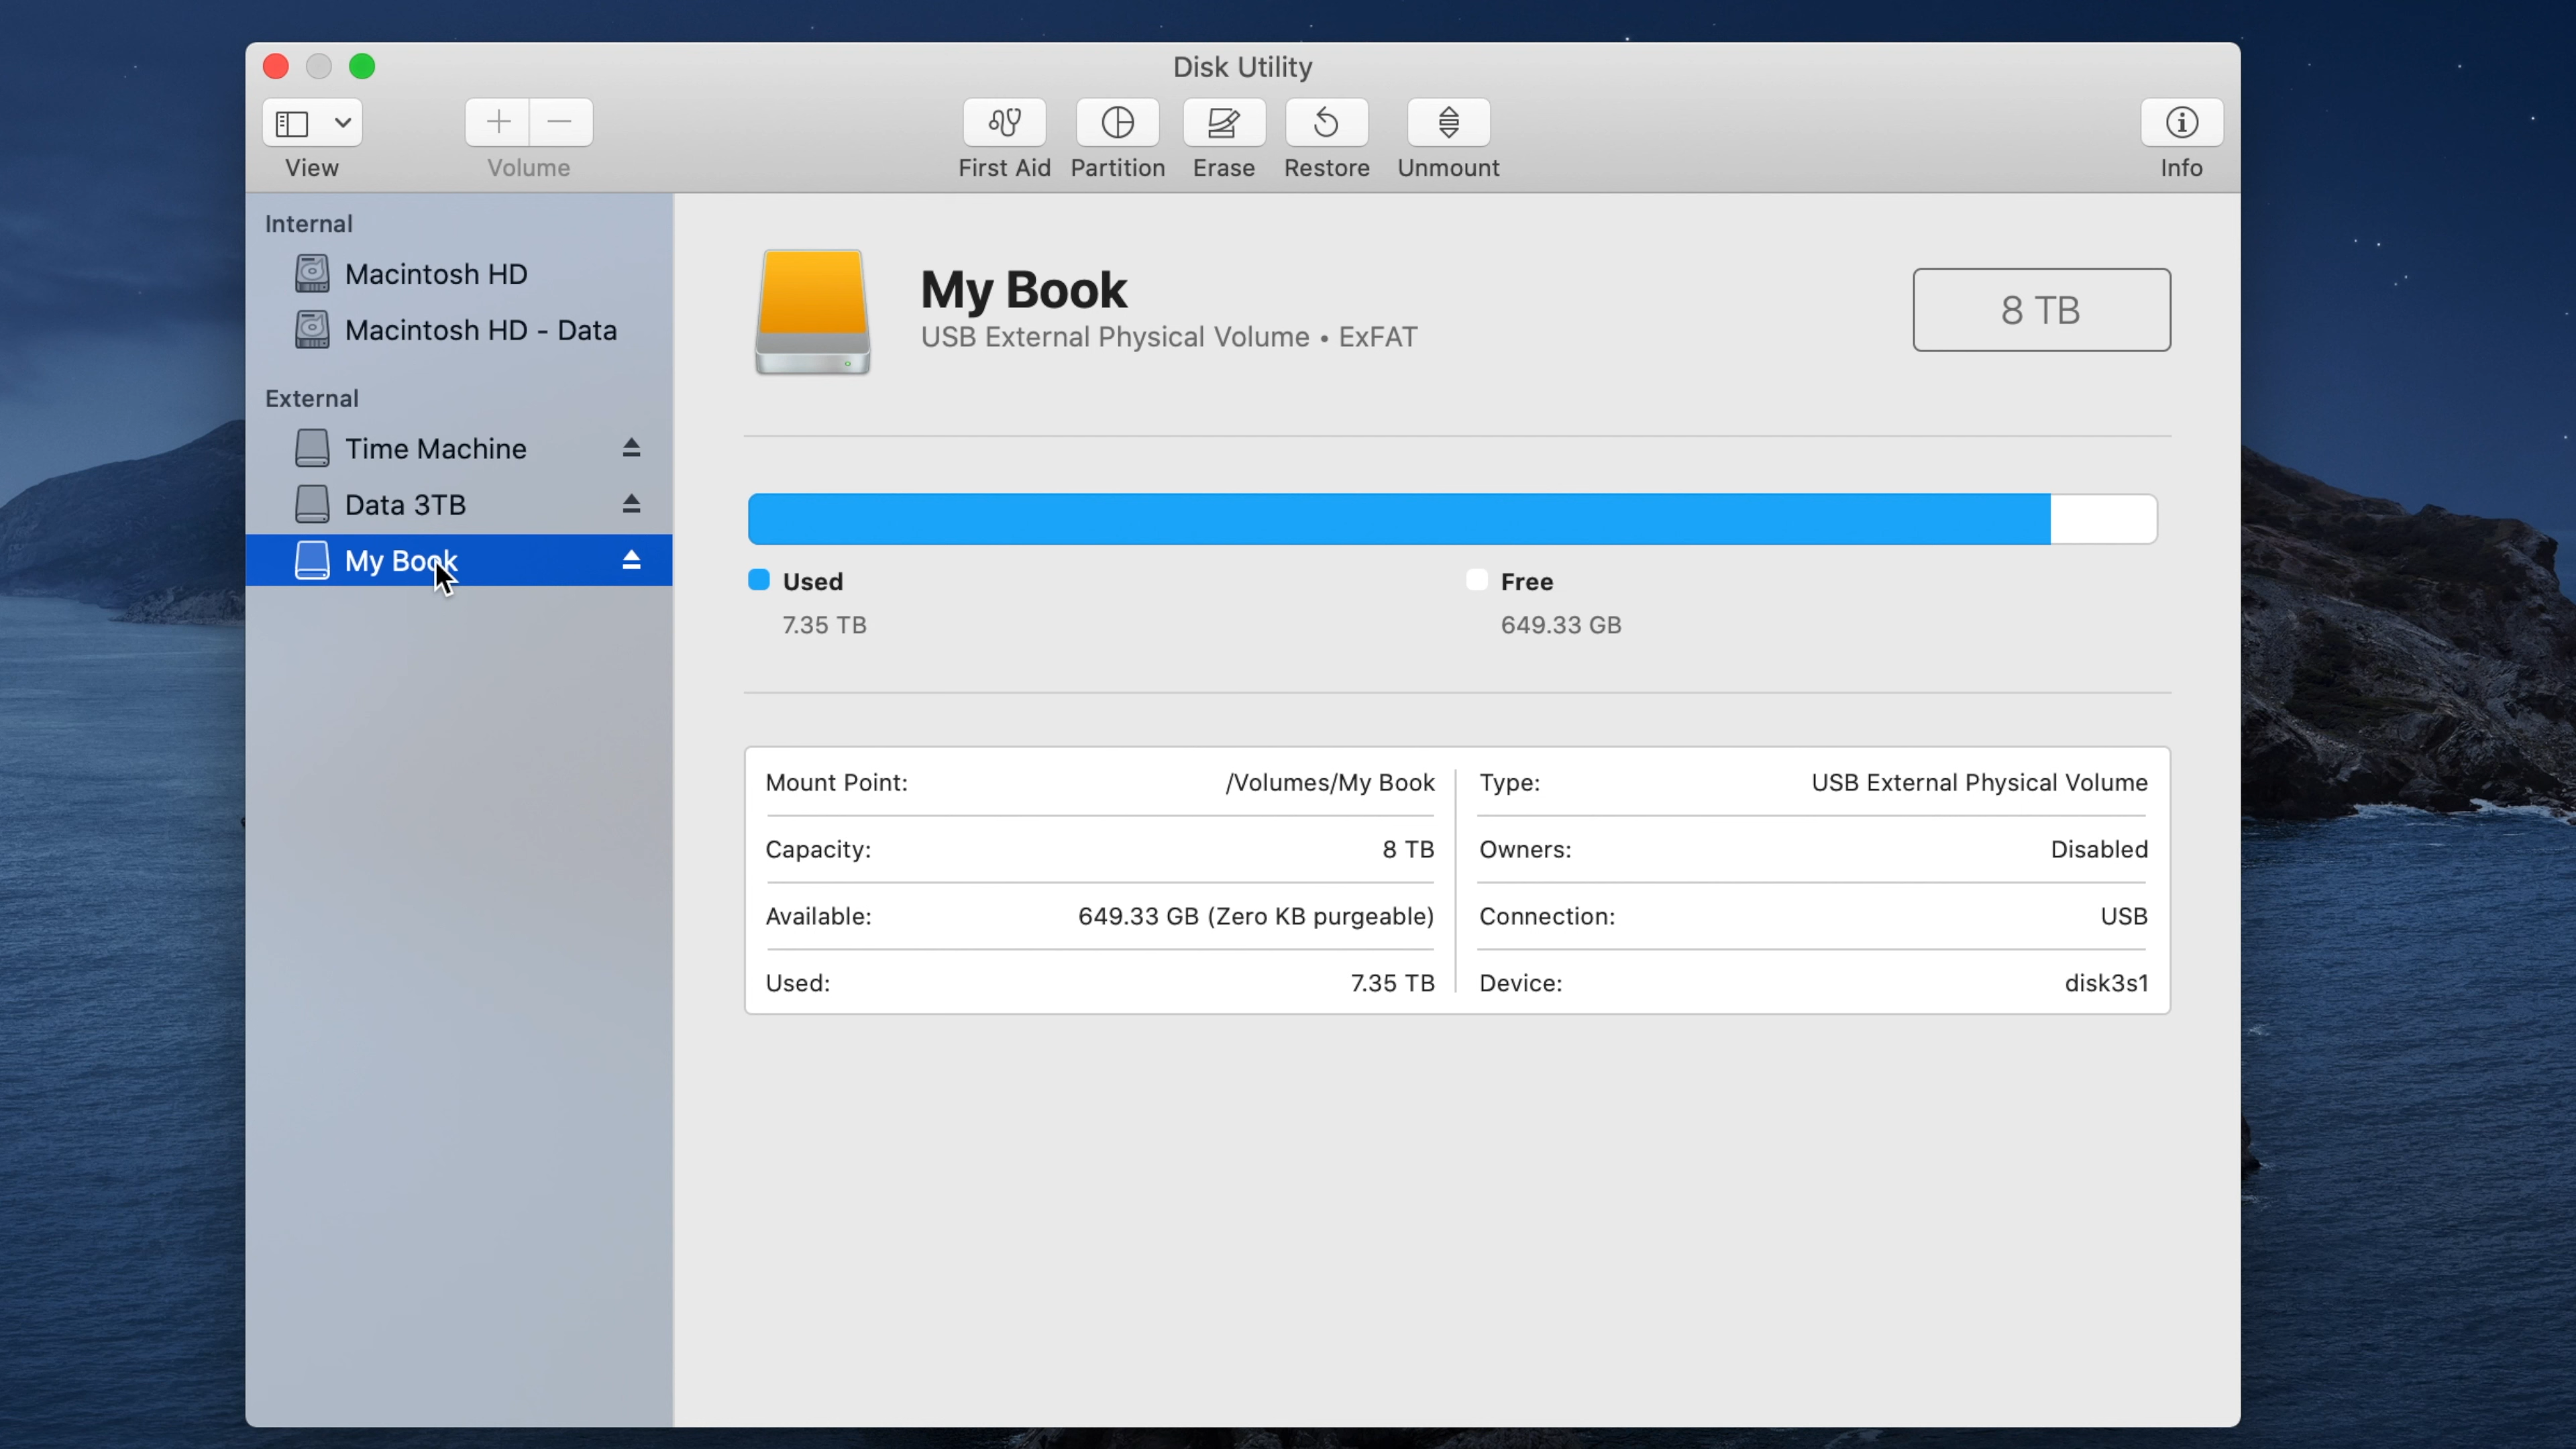 Disk Utility
View
Volume
First Aid
Partition
Erase
Restore
Unmount
Info
Internal
Macintosh HD
Macintosh HD - Data
External
Time Machine
Data 3TB
My Book
My Book
USB External Physical Volume • ExFAT
8 TB
Used
7.35 TB
Free
649.33 GB
Mount Point: /Volumes/My Book
Capacity: 8 TB
Available: 649.33 GB (Zero KB purgeable)
Used: 7.35 TB
Type: USB External Physical Volume
Owners: Disabled
Connection: USB
Device: disk3s1